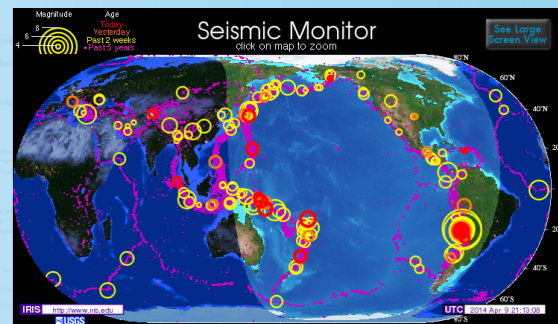 Magnitude
Age
8
6
4
Today
Yesterday
Past 2 weeks
Past 5 years
Seismic Monitor
click on map to zoom
See Large
Screen View
80°N
60°N
40°N
20°N
20°S
40°S
60°S
80°S
IRIS http://www.iris.edu
USGS
UTC 2014 Apr 9 21:13:08